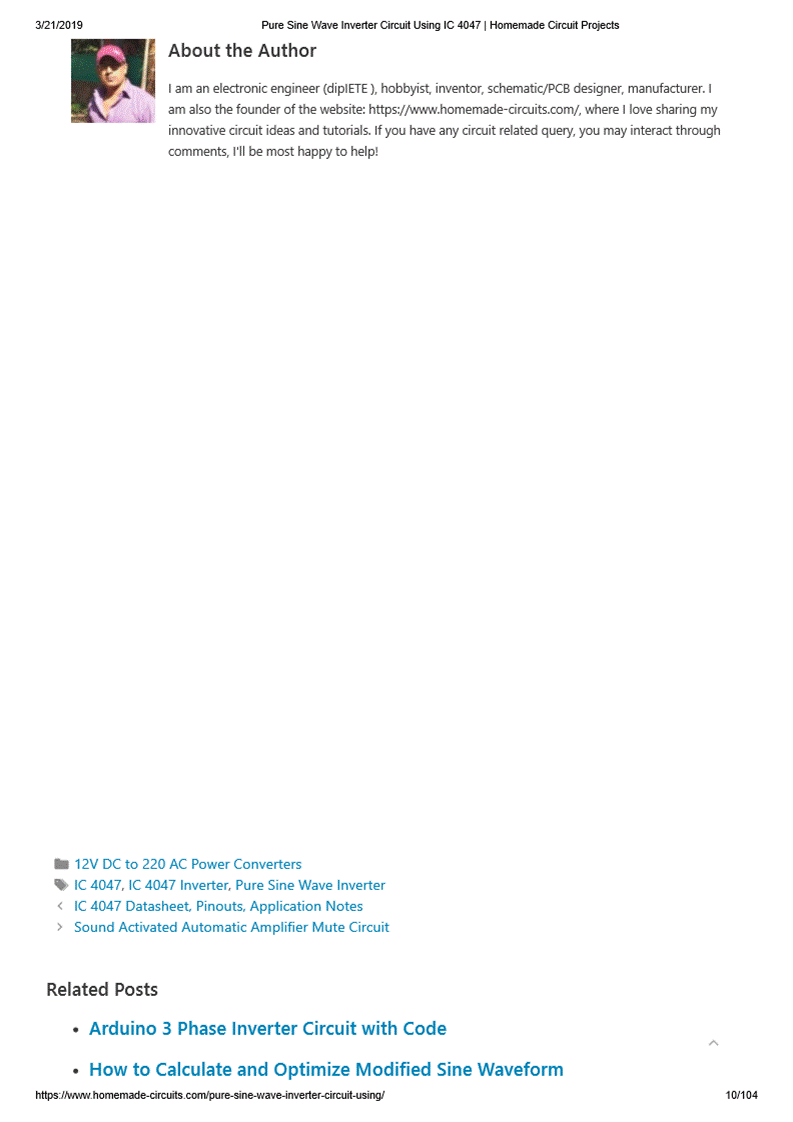 3/21/2019 Pure Sine Wave Inverter Circuit Using IC 4047 | Homemade Circuit Projects
About the Author
I am an electronic engineer (dipIETE ), hobbyist, inventor, schematic/PCB designer, manufacturer. I
am also the founder of the website: https://www.homemade-circuits.com/, where I love sharing my
innovative circuit ideas and tutorials. If you have any circuit related query, you may interact through
comments, I'll be most happy to help!
12V DC to 220 AC Power Converters
IC 4047, IC 4047 Inverter, Pure Sine Wave Inverter
IC 4047 Datasheet, Pinouts, Application Notes
Sound Activated Automatic Amplifier Mute Circuit
Related Posts
• Arduino 3 Phase Inverter Circuit with Code
• How to Calculate and Optimize Modified Sine Waveform
https://www.homemade-circuits.com/pure-sine-wave-inverter-circuit-using/ 10/104